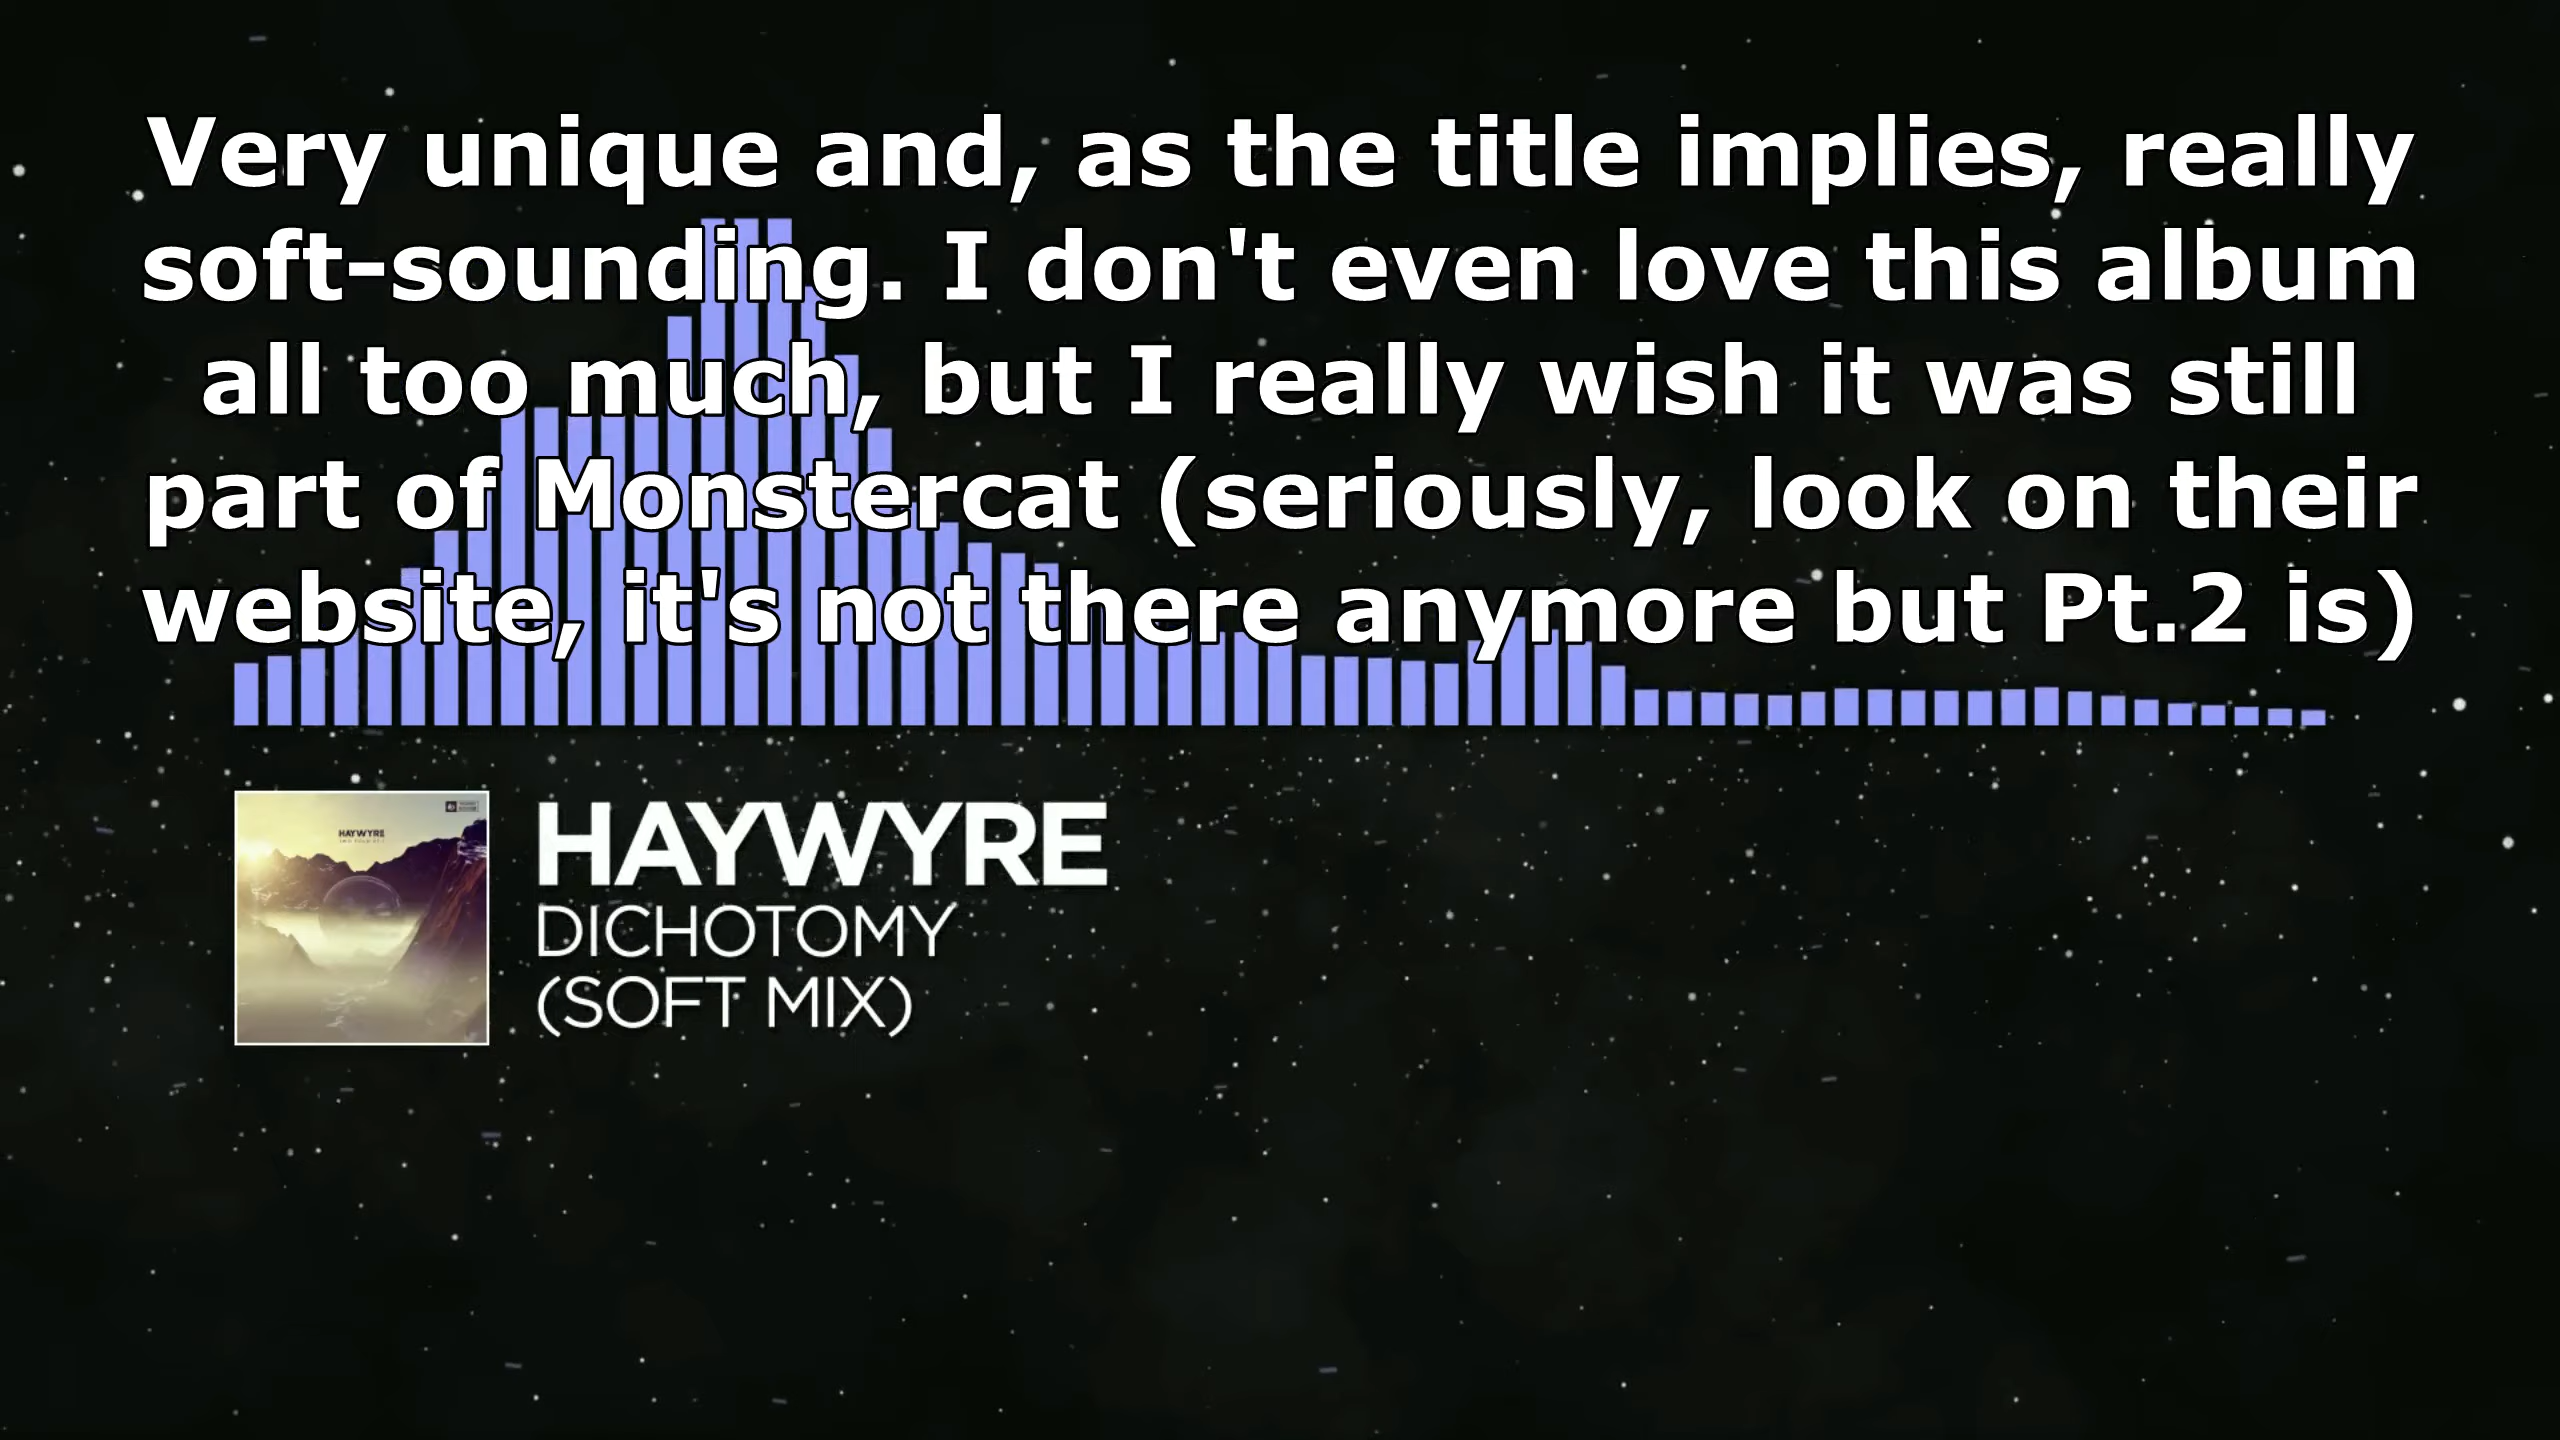 Very unique and, as the title implies, really
soft-sounding. I don't even love this album
all too much, but I really wish it was still
part of Monstercat (seriously, look on their
website, it's not there anymore but Pt.2 is)
HAYWYRE
HAYWYRE
DICHOTOMY
(SOFT MIX)